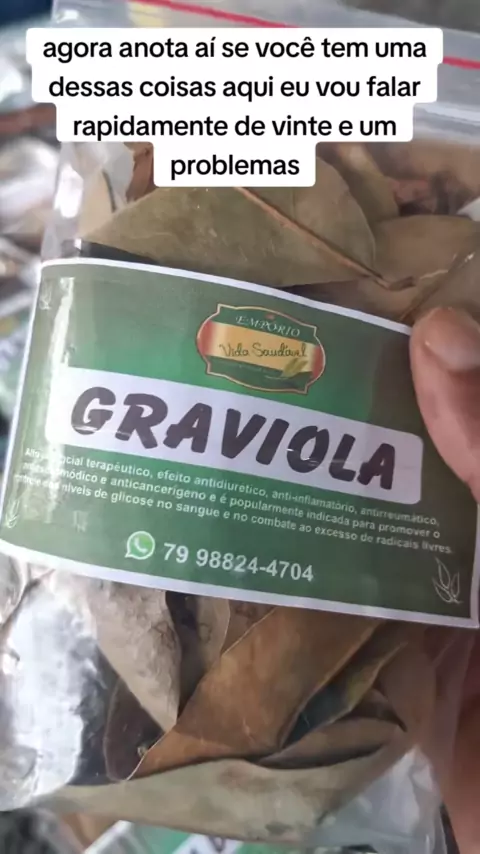 agora anota aí se você tem uma
dessas coisas aqui eu vou falar
rapidamente de vinte e um
problemas
EMPÓRIO
Vida Saudável
GRAVIOLA
terapêutico, efeito antidiuretico, anti-inflamatório, antirreumático,
e anticancerígeno e é popularmente indicada para promover o
níveis de glicose no sangue e no combate ao excesso de radicais livres.
79 98824-4704